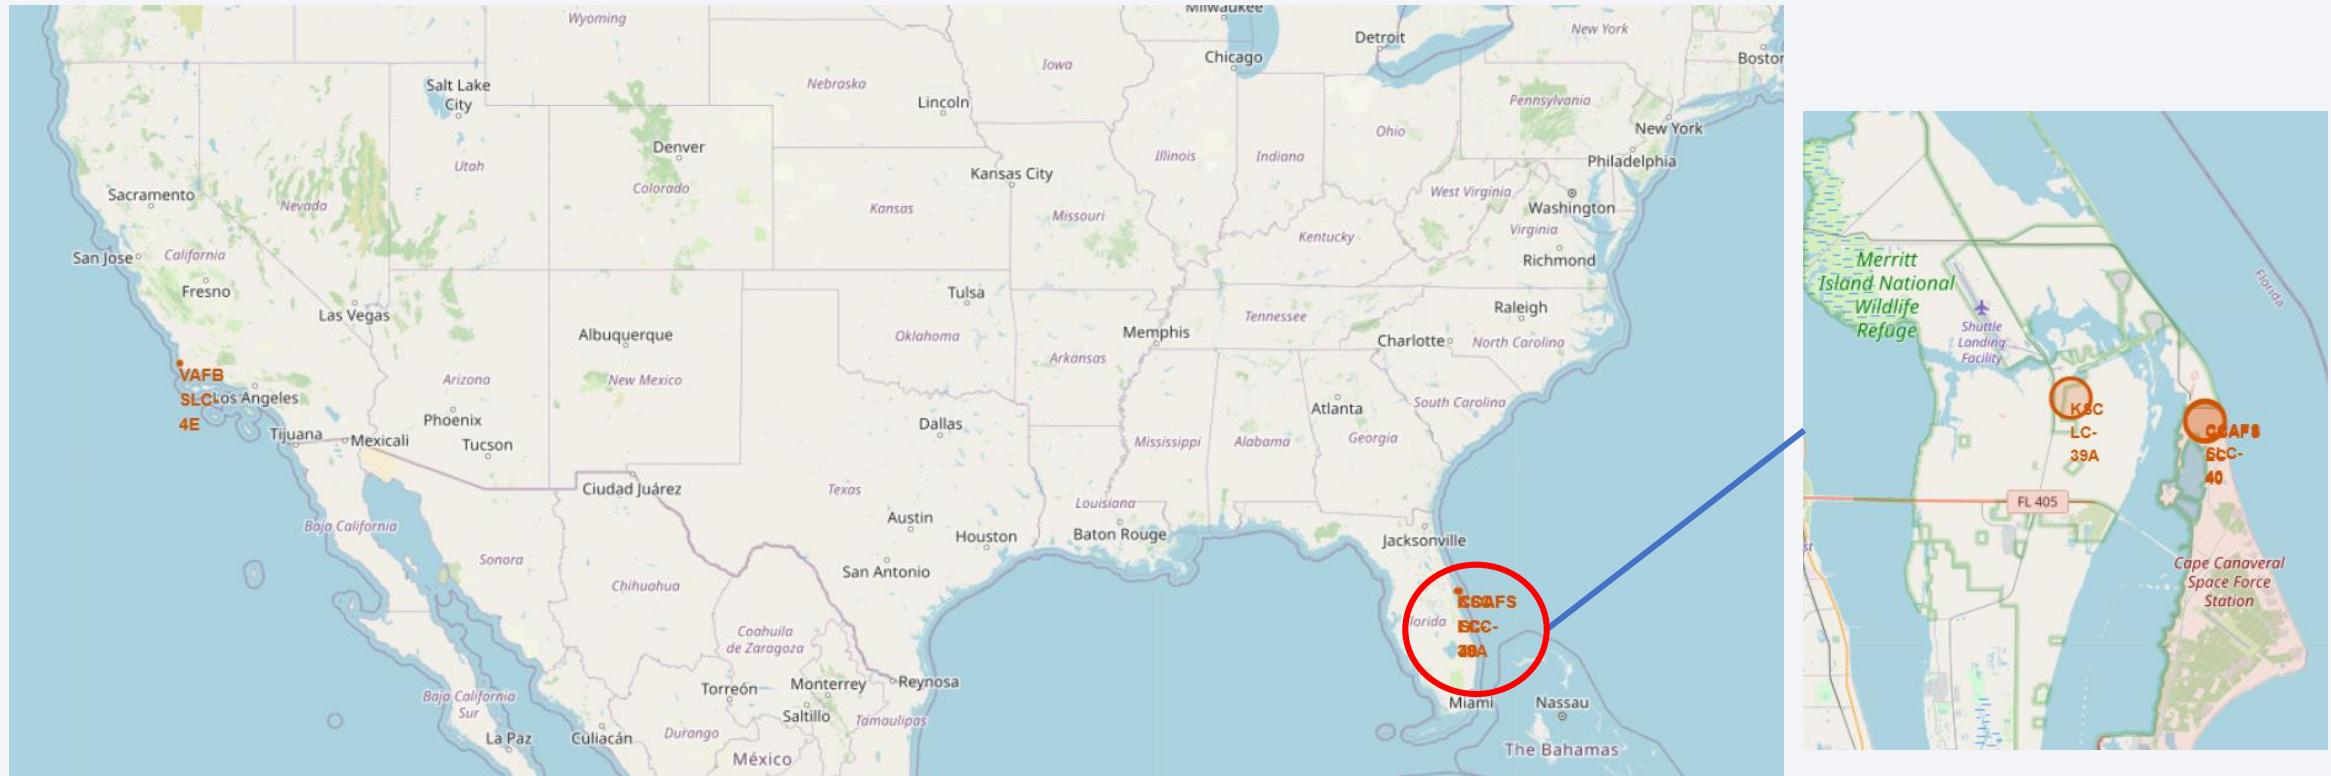 Wyoming
Milwaukee
Detroit
New York
Chicago
Boston
Iowa
Salt Lake
City
Nebraska
Lincoln
Pennsylvania
New York
Ohio
Denver
Illinois
Indiana
Philadelphia
Utah
Kansas City
Colorado
Sacramento
West Virginia
Nevada
Kansas
Missouri
Washington
Virginia
Kentucky
San Jose
California
Richmond
Fresno
Tulsa
Las Vegas
Raleigh
Albuquerque
Oklahoma
Memphis
Tennessee
Charlotte
North Carolina
Arkansas
VAFB
SLC-
4E
Los Angeles
Arizona
New Mexico
Phoenix
Atlanta
South Carolina
Dallas
Tijuana
Mexicali
Tucson
Mississippi
Alabama
Georgia
Ciudad Juárez
Texas
Louisiana
Baja California
Austin
Houston
Baton Rouge
Jacksonville
Sonora
San Antonio
Chihuahua
CCAFS
Florida
39A
Coahuila
de Zaragoza
Baja California
Sur
Torreón
Monterrey
Reynosa
Miami
Nassau
Saltillo
Tamaulipas
La Paz
Culiacán
Durango
México
The Bahamas
Merritt
Island National
Wildlife
Refuge
Florida
Shuttle
Landing
Facility
KSC
LC-
39A
CCAFS
SLC-
40
FL 405
Cape Canaveral
Space Force
Station